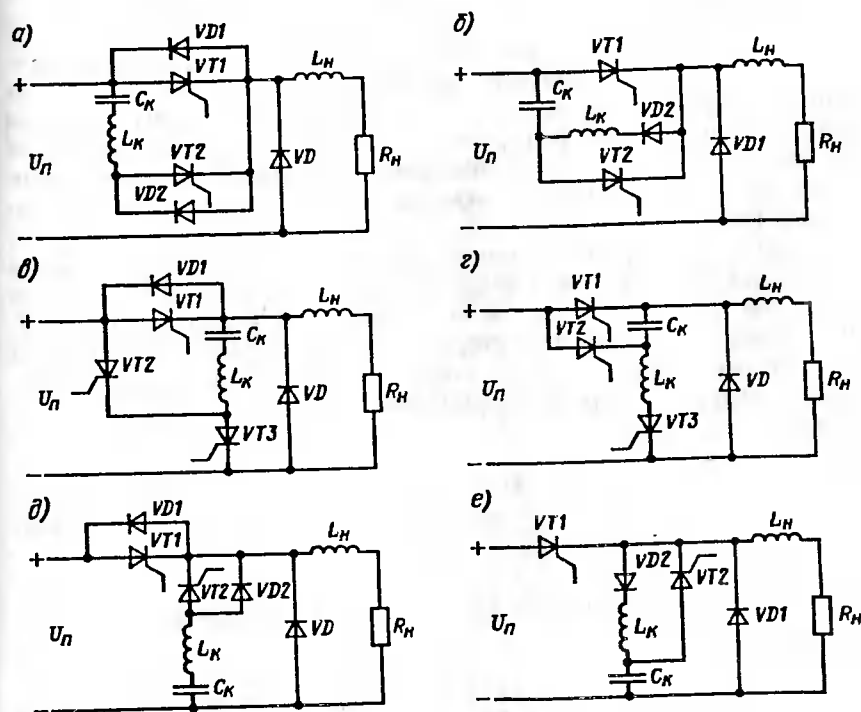 а)
VD1
VT1
Lн
+
Cк
Lк
VT2
VD
Rн
Uп
VD2
−
б)
VT1
Lн
+
Cк
Lк
VD2
VT2
VD1
Rн
Uп
−
в)
VD1
VT1
Lн
+
Cк
VT2
Lк
VD
Rн
Uп
VT3
−
г)
VT1
Lн
+
VT2
Cк
Lк
VD
Rн
Uп
VT3
−
д)
VD1
VT1
Lн
+
VT2
VD2
VD
Rн
Uп
Lк
Cк
−
е)
VT1
Lн
+
VD2
VT2
Lк
VD1
Rн
Uп
Cк
−